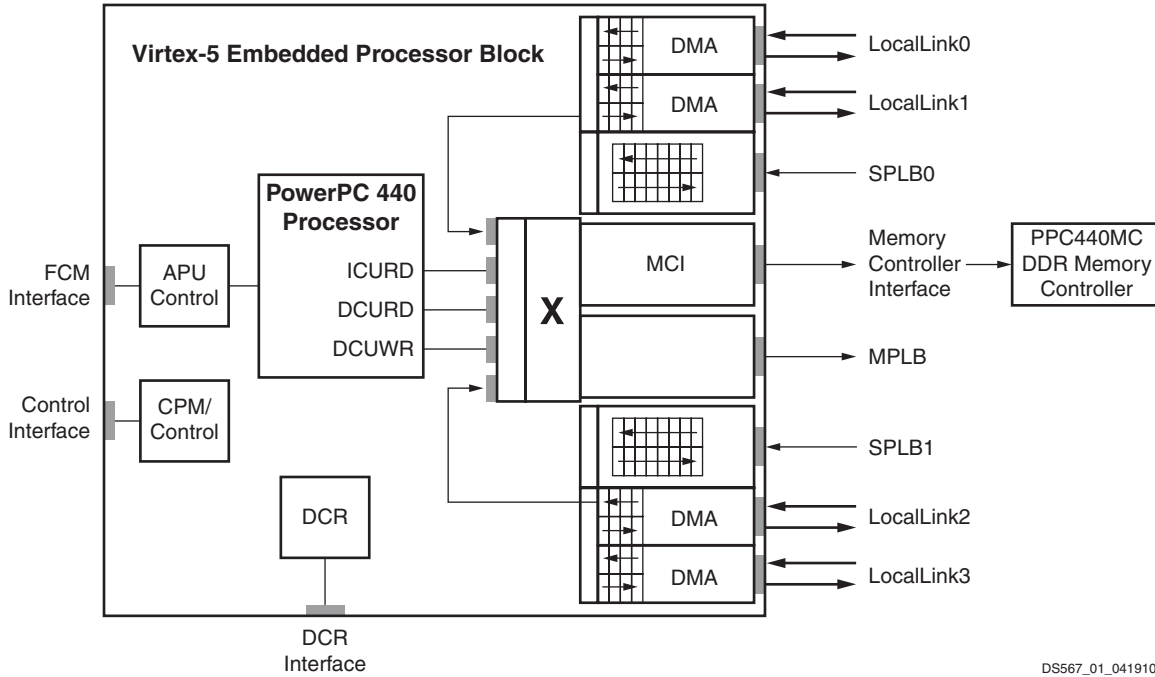 Virtex-5 Embedded Processor Block
DMA
LocalLink0
DMA
LocalLink1
SPLB0
PowerPC 440
Processor
ICURD
DCURD
DCUWR
FCM
Interface
APU
Control
X
MCI
Memory
Controller
Interface
PPC440MC
DDR Memory
Controller
MPLB
Control
Interface
CPM/
Control
SPLB1
DCR
DMA
LocalLink2
DMA
LocalLink3
DCR
Interface
DS567_01_041910